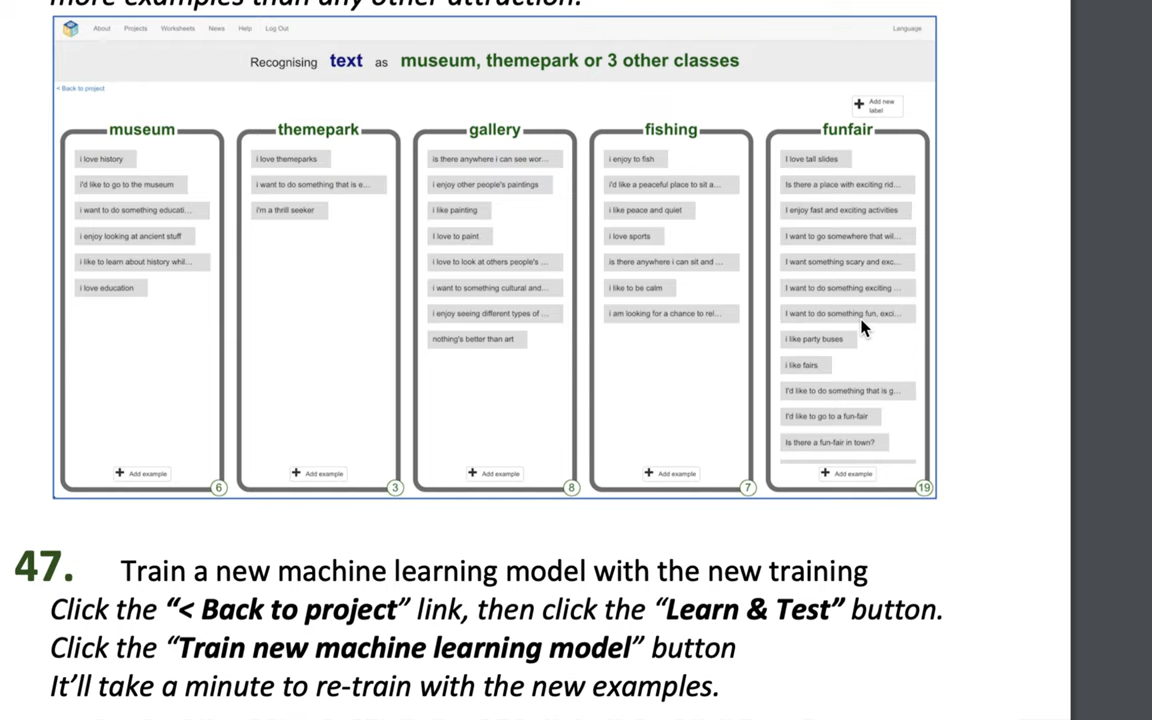 more examples than any other attraction.
About Projects Worksheets News Help Log Out Language
Recognising text as museum, themepark or 3 other classes
< Back to project
+ Add new label
museum
i love history
i'd like to go to the museum
i want to do something educati...
i enjoy looking at ancient stuff
i like to learn about history whil...
i love education
+ Add example
6
themepark
i love themeparks
i want to do something that is e...
i'm a thrill seeker
+ Add example
3
gallery
is there anywhere i can see wor...
i enjoy other people's paintings
i like painting
I love to paint
i love to look at others people's ...
i want to something cultural and...
i enjoy seeing different types of ...
nothing's better than art
+ Add example
8
fishing
i enjoy to fish
i'd like a peaceful place to sit a...
i like peace and quiet
i love sports
is there anywhere i can sit and ...
i like to be calm
i am looking for a chance to rel...
+ Add example
7
funfair
I love tall slides
Is there a place with exciting rid...
I enjoy fast and exciting activities
I want to go somewhere that wil...
I want something scary and exc...
I want to do something exciting ...
I want to do something fun, exci...
i like party buses
i like fairs
I'd like to do something that is g...
I'd like to go to a fun-fair
Is there a fun-fair in town?
+ Add example
19
47. Train a new machine learning model with the new training
Click the “< Back to project” link, then click the “Learn & Test” button.
Click the “Train new machine learning model” button
It’ll take a minute to re-train with the new examples.